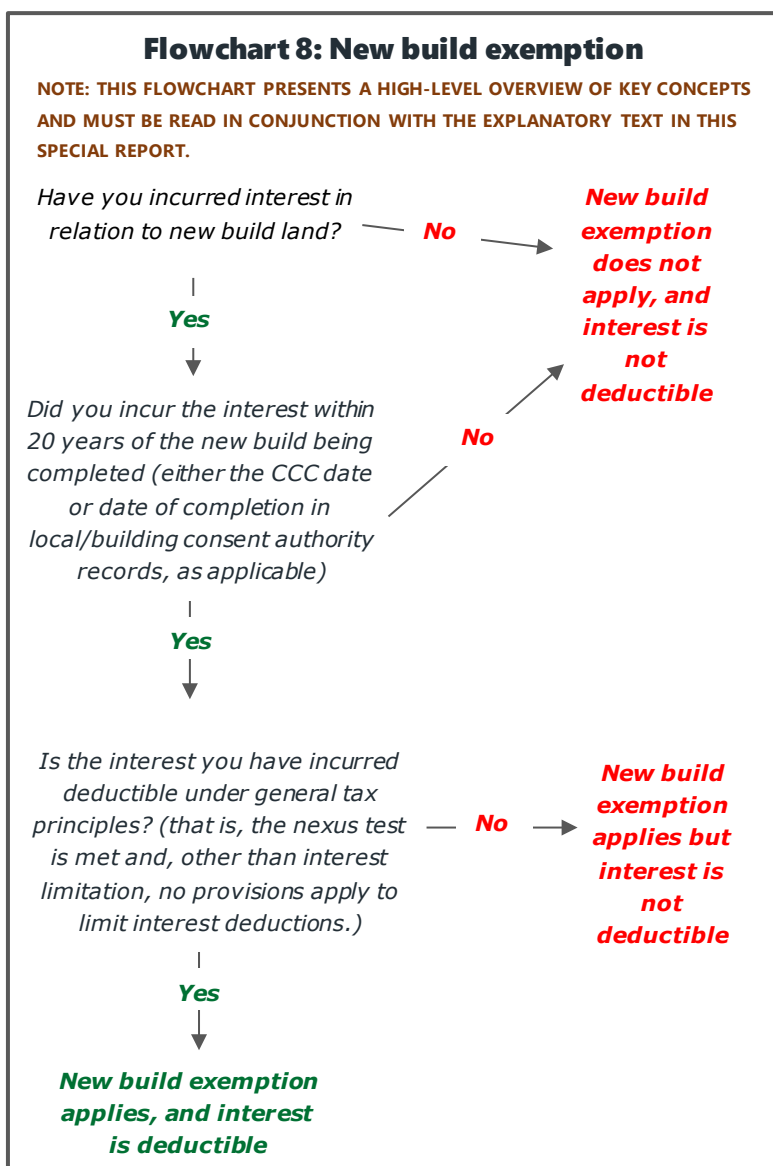 Flowchart 8: New build exemption
NOTE: THIS FLOWCHART PRESENTS A HIGH-LEVEL OVERVIEW OF KEY CONCEPTS
AND MUST BE READ IN CONJUNCTION WITH THE EXPLANATORY TEXT IN THIS
SPECIAL REPORT.
Have you incurred interest in
relation to new build land?
No
New build
exemption
does not
apply, and
interest is
not
deductible
Yes
Did you incur the interest within
20 years of the new build being
completed (either the CCC date
or date of completion in
local/building consent authority
records, as applicable)
No
Yes
Is the interest you have incurred
deductible under general tax
principles? (that is, the nexus test
is met and, other than interest
limitation, no provisions apply to
limit interest deductions.)
No
New build
exemption
applies but
interest is
not
deductible
Yes
New build exemption
applies, and interest
is deductible